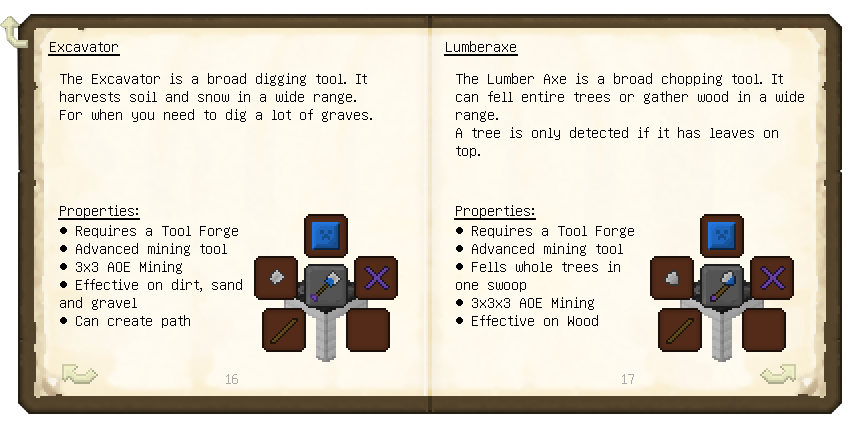 Excavator
The Excavator is a broad digging tool. It
harvests soil and snow in a wide range.
For when you need to dig a lot of graves.
Properties:
● Requires a Tool Forge
● Advanced mining tool
● 3x3 AOE Mining
● Effective on dirt, sand
and gravel
● Can create path
16
Lumberaxe
The Lumber Axe is a broad chopping tool. It
can fell entire trees or gather wood in a wide
range.
A tree is only detected if it has leaves on
top.
Properties:
● Requires a Tool Forge
● Advanced mining tool
● Fells whole trees in
one swoop
● 3x3x3 AOE Mining
● Effective on Wood
17